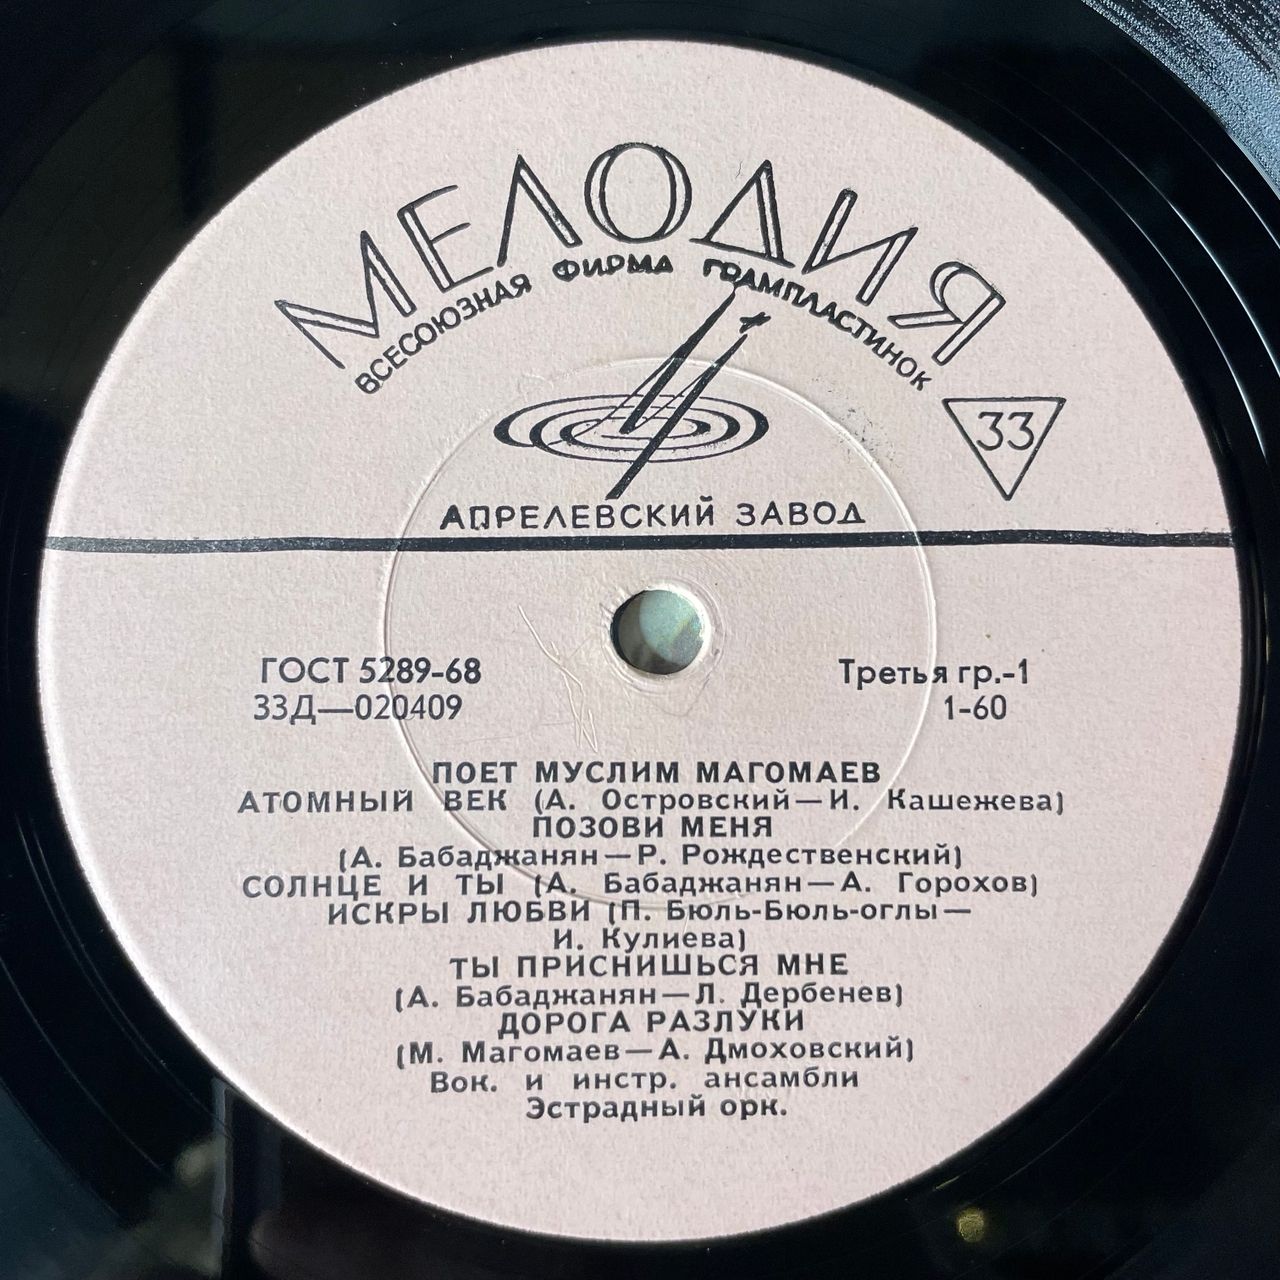 МЕЛОДИЯ
ВСЕСОЮЗНАЯ ФИРМА ГРАМПЛАСТИНОК
33
АПРЕЛЕВСКИЙ ЗАВОД
ГОСТ 5289-68 Третья гр.-1
33Д—020409 1-60
ПОЕТ МУСЛИМ МАГОМАЕВ
АТОМНЫЙ ВЕК (А. Островский—И. Кашежева)
ПОЗОВИ МЕНЯ
(А. Бабаджанян—Р. Рождественский)
СОЛНЦЕ И ТЫ (А. Бабаджанян—А. Горохов)
ИСКРЫ ЛЮБВИ (П. Бюль-Бюль-оглы—
И. Кулиева)
ТЫ ПРИСНИШЬСЯ МНЕ
(А. Бабаджанян—Л. Дербенев)
ДОРОГА РАЗЛУКИ
(М. Магомаев—А. Дмоховский)
Вок. и инстр. ансамбли
Эстрадный орк.